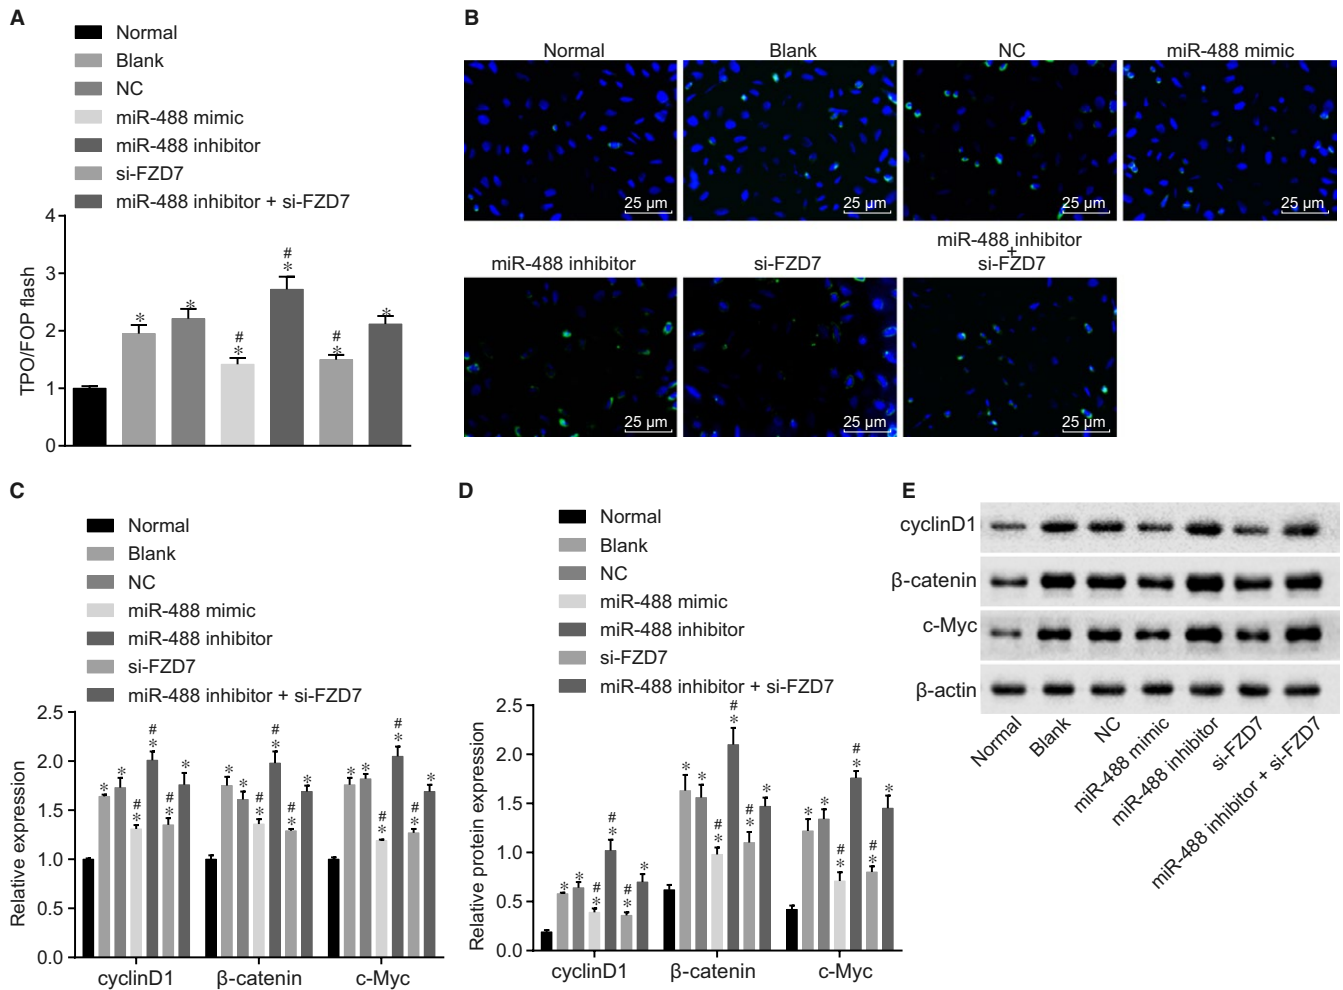 A
Normal
Blank
NC
miR-488 mimic
miR-488 inhibitor
si-FZD7
miR-488 inhibitor + si-FZD7
TPO/FOP flash
4
3
2
1
0
*
*
#
*
#
*
#
*
*
B
Normal
Blank
NC
miR-488 mimic
25 µm
25 µm
25 µm
25 µm
miR-488 inhibitor
si-FZD7
miR-488 inhibitor
+
si-FZD7
25 µm
25 µm
25 µm
C
Normal
Blank
NC
miR-488 mimic
miR-488 inhibitor
si-FZD7
miR-488 inhibitor + si-FZD7
Relative expression
2.5
2.0
1.5
1.0
0.5
0.0
* * # * # * # * *
* * # * # * # * *
* * # * # * # * *
cyclinD1
β-catenin
c-Myc
D
Normal
Blank
NC
miR-488 mimic
miR-488 inhibitor
si-FZD7
miR-488 inhibitor + si-FZD7
Relative protein expression
2.5
2.0
1.5
1.0
0.5
0.0
* * # * # * # * *
* * # * # * # * *
* * # * # * # * *
cyclinD1
β-catenin
c-Myc
E
cyclinD1
β-catenin
c-Myc
β-actin
Normal
Blank
NC
miR-488 mimic
miR-488 inhibitor
si-FZD7
miR-488 inhibitor + si-FZD7